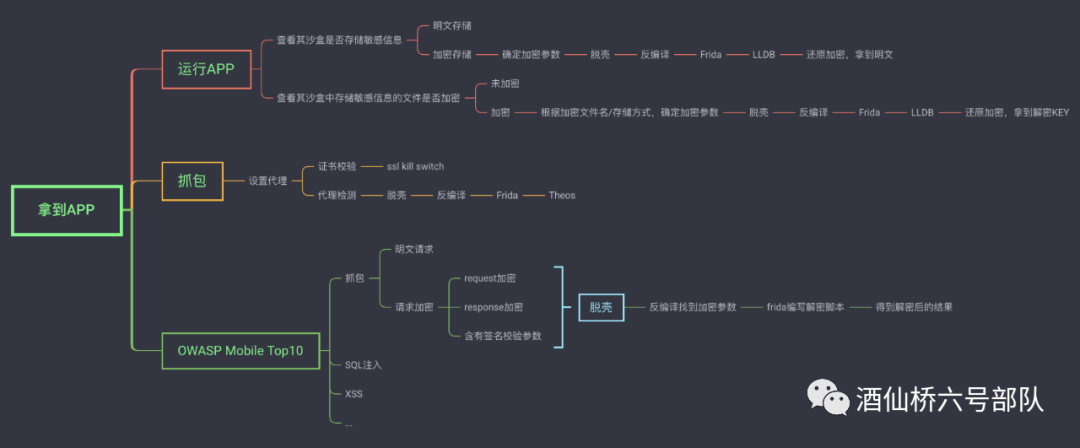 拿到APP
运行APP
查看其沙盒是否存储敏感信息
明文存储
加密存储
确定加密参数
脱壳
反编译
Frida
LLDB
还原加密，拿到明文
查看其沙盒中存储敏感信息的文件是否加密
未加密
加密
根据加密文件名/存储方式，确定加密参数
脱壳
反编译
Frida
LLDB
还原加密，拿到解密KEY
抓包
设置代理
证书校验
ssl kill switch
代理检测
脱壳
反编译
Frida
Theos
OWASP Mobile Top10
抓包
明文请求
请求加密
request加密
response加密
含有签名校验参数
脱壳
反编译找到加密参数
frida编写解密脚本
得到解密后的结果
SQL注入
XSS
...
酒仙桥六号部队